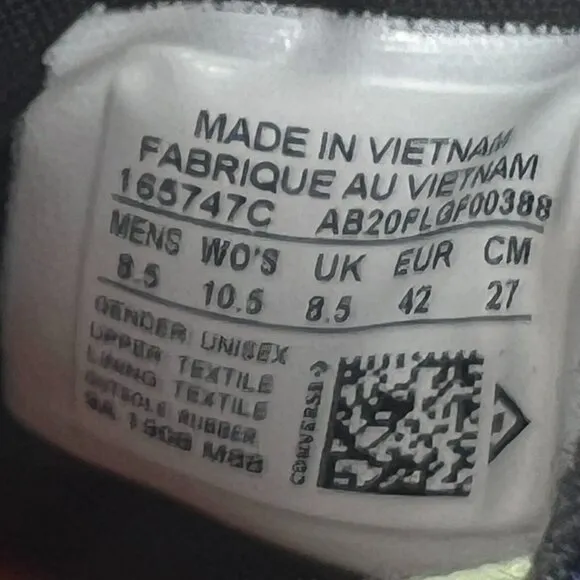 MADE IN VIETNAM
FABRIQUE AU VIETNAM
165747C AB20FLGF00388
MENS WO'S UK EUR CM
8.5 10.5 8.5 42 27
GENDER UNISEX
UPPER TEXTILE
LINING TEXTILE
OUTSOLE RUBBER
CONVERSE